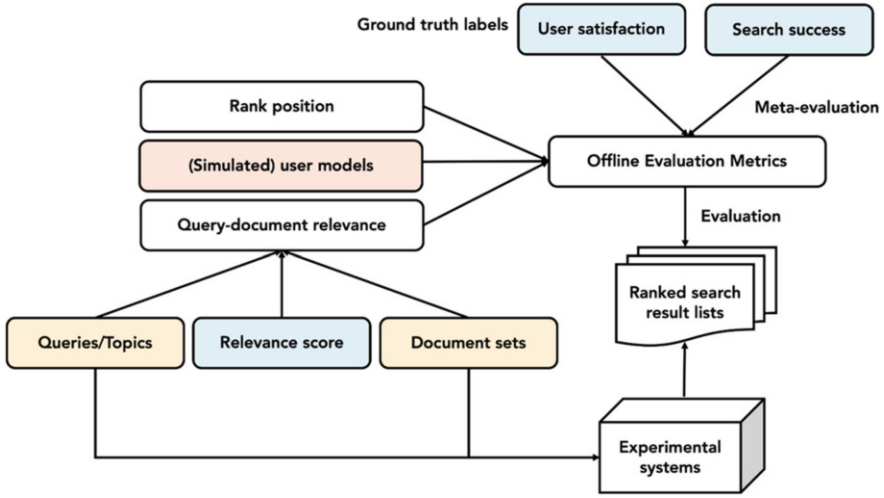 Ground truth labels
User satisfaction
Search success
Rank position
Meta-evaluation
(Simulated) user models
Offline Evaluation Metrics
Query-document relevance
Evaluation
Ranked search
result lists
Queries/Topics
Relevance score
Document sets
Experimental
systems